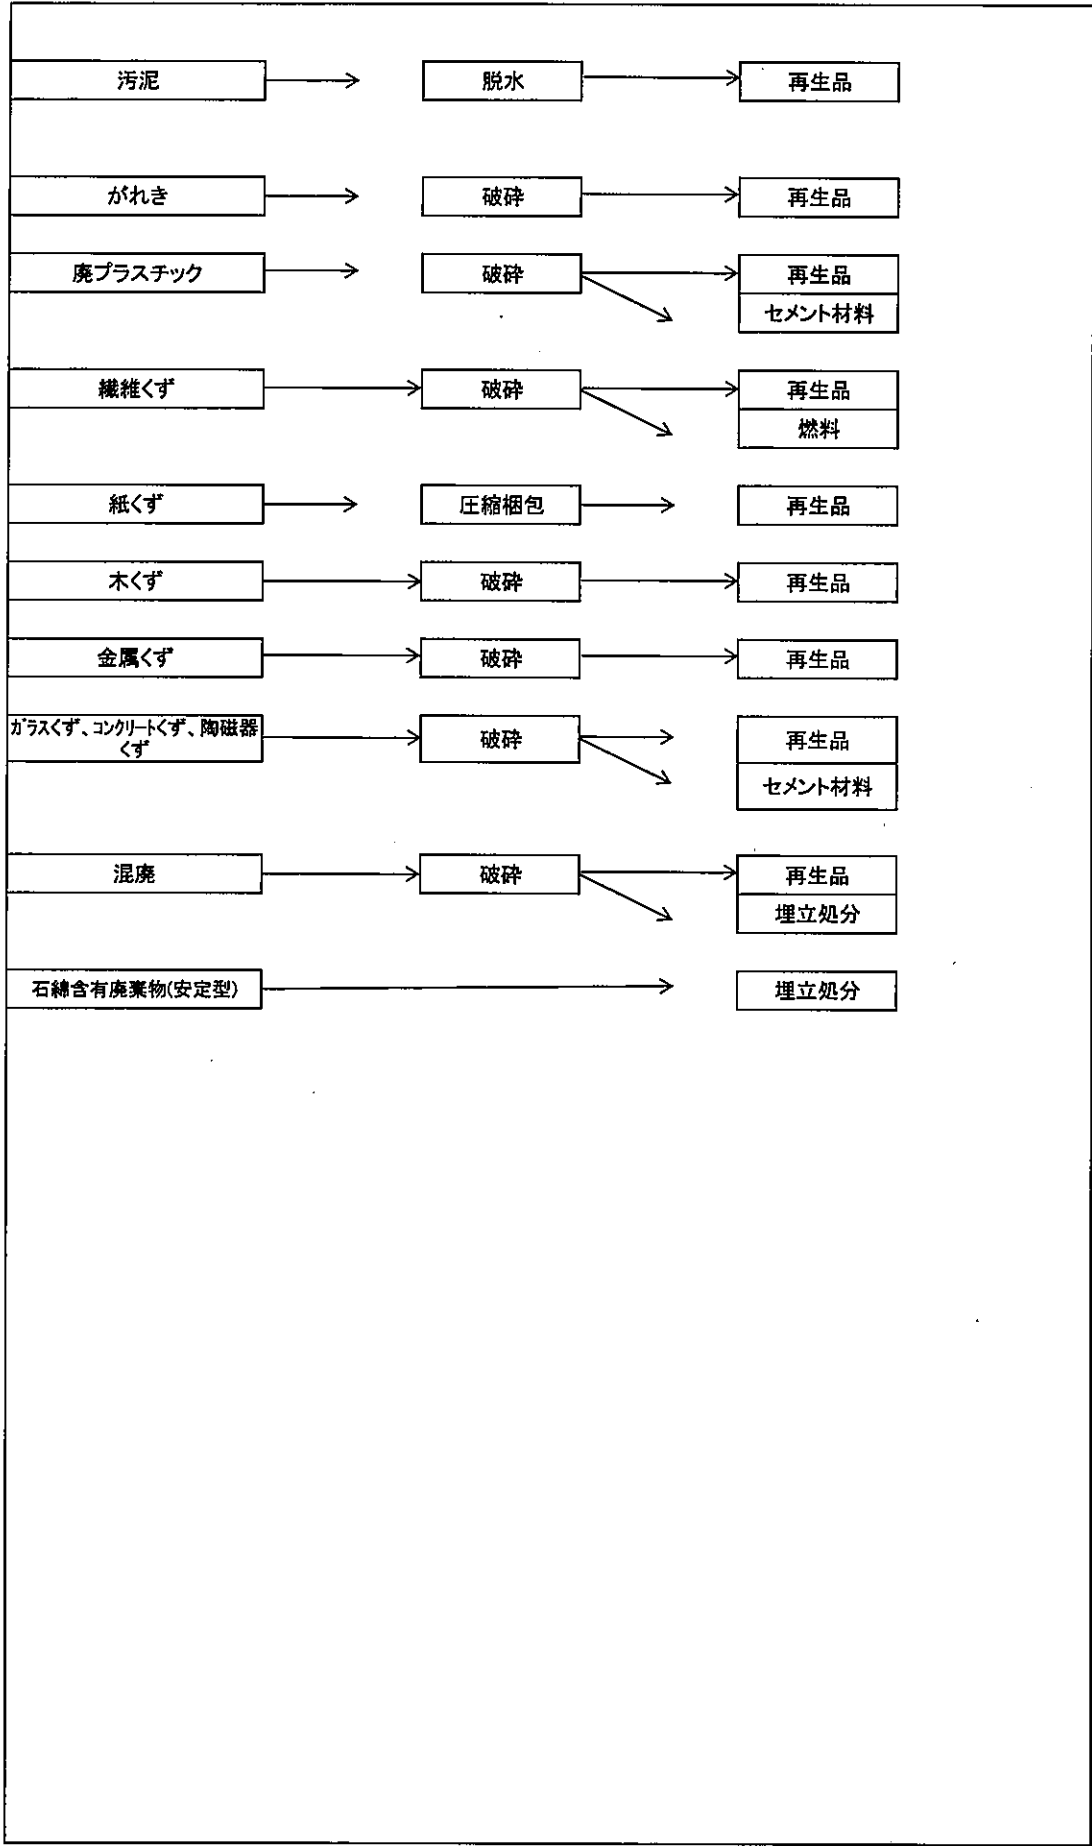 汚泥
脱水
再生品
がれき
破砕
再生品
廃プラスチック
破砕
再生品
セメント材料
繊維くず
破砕
再生品
燃料
紙くず
圧縮梱包
再生品
木くず
破砕
再生品
金属くず
破砕
再生品
ガラスくず、コンクリートくず、陶磁器
くず
破砕
再生品
セメント材料
混廃
破砕
再生品
埋立処分
石綿含有廃棄物(安定型)
埋立処分